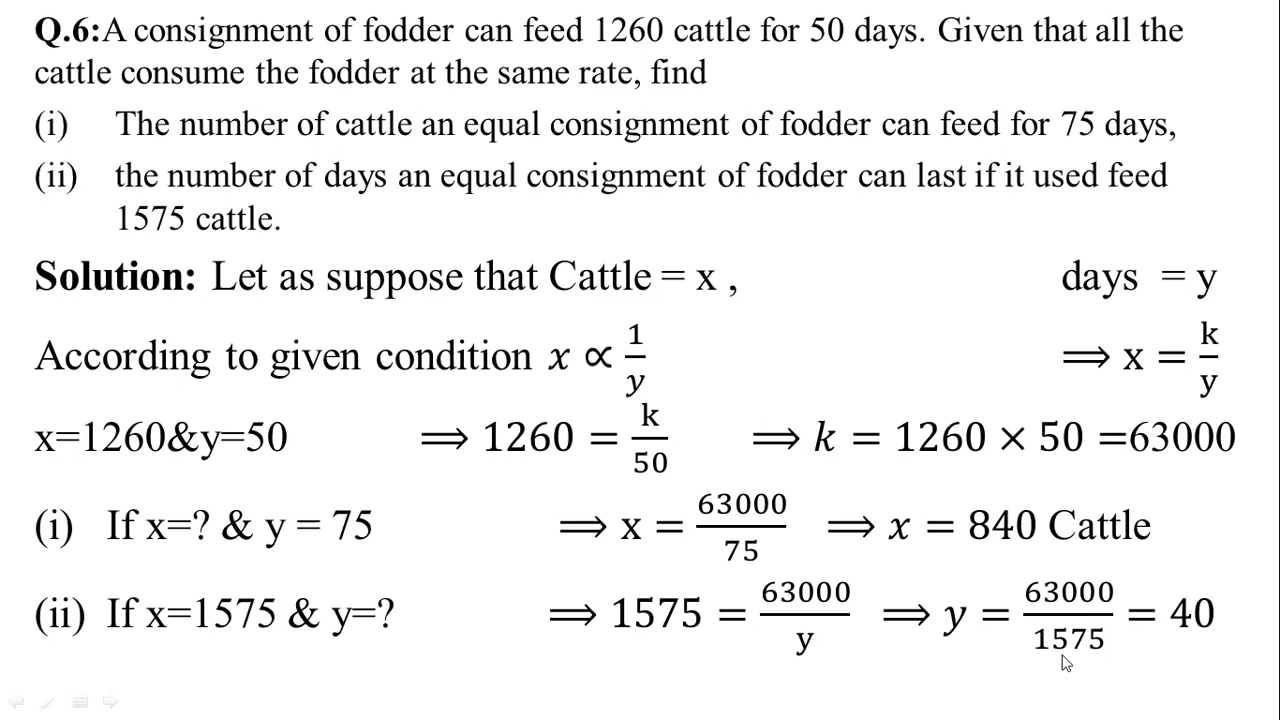 Q.6:A consignment of fodder can feed 1260 cattle for 50 days. Given that all the
cattle consume the fodder at the same rate, find
(i) The number of cattle an equal consignment of fodder can feed for 75 days,
(ii) the number of days an equal consignment of fodder can last if it used feed
1575 cattle.
Solution: Let as suppose that Cattle = x , days = y
According to given condition x ∝ 1/y ⟹ x = k/y
x=1260&y=50 ⟹ 1260 = k/50 ⟹ k = 1260 × 50 =63000
(i) If x=? & y = 75 ⟹ x = 63000/75 ⟹ x = 840 Cattle
(ii) If x=1575 & y=? ⟹ 1575 = 63000/y ⟹ y = 63000/1575 = 40